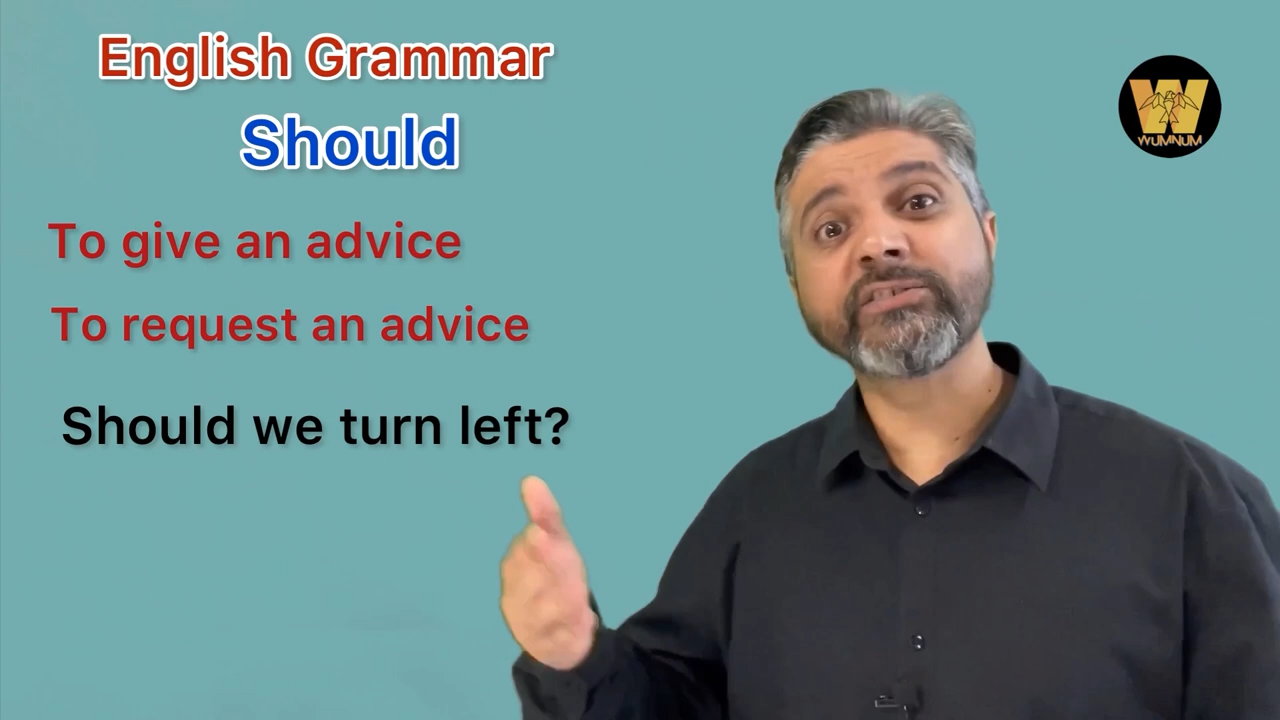 English Grammar
Should
To give an advice
To request an advice
Should we turn left?
W
WUMNUM